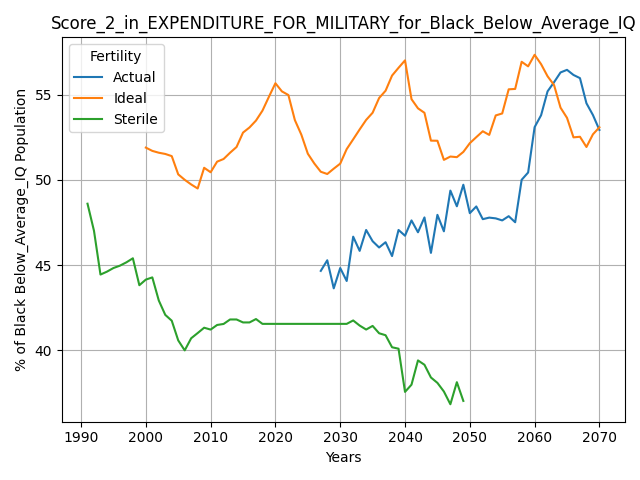 Score_2_in_EXPENDITURE_FOR_MILITARY_for_Black_Below_Average_IQ
Fertility
Actual
Ideal
Sterile
% of Black Below_Average_IQ Population
55
50
45
40
1990 2000 2010 2020 2030 2040 2050 2060 2070
Years